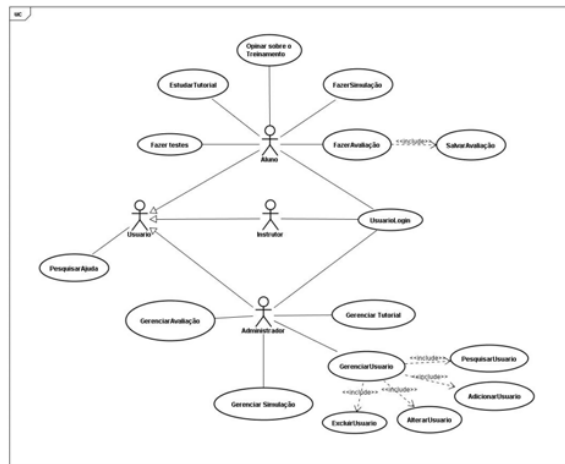 uc
Opinar sobre o
Treinamento
EstudarTutorial
FazerSimulação
Fazer testes
FazerAvaliação
<<include>>
SalvarAvaliação
Aluno
Usuario
Instrutor
UsuarioLogin
PesquisarAjuda
GerenciarAvaliação
Administrador
Gerenciar Tutorial
GerenciarUsuario
<<include>>
PesquisarUsuario
<<include>>
<<include>>
<<include>>
AdicionarUsuario
Gerenciar Simulação
ExcluirUsuario
AlterarUsuario